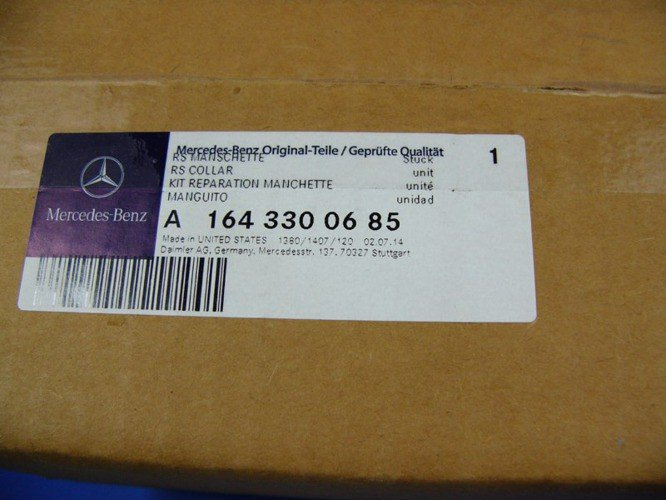 Mercedes-Benz Original-Teile / Geprüfte Qualität
RS MANSCHETTE Stück 1
RS COLLAR unit
KIT REPARATION MANCHETTE unité
MANGUITO unidad
Mercedes-Benz
A 164 330 06 85
Made in UNITED STATES 1380/1407/120 02.07.14
Daimler AG, Germany, Mercedesstr. 137, 70327 Stuttgart